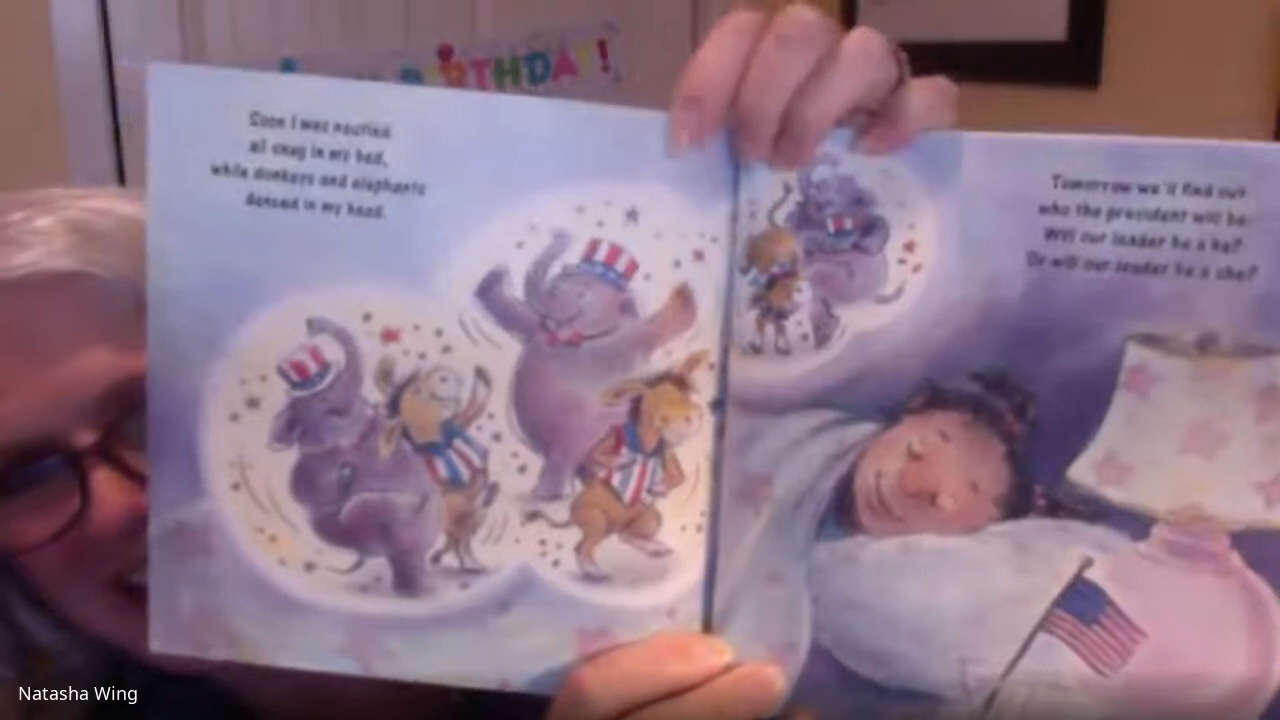 BIRTHDAY!
Soon I was nestled
all snug in my bed,
while donkeys and elephants
danced in my head.
Tomorrow we'll find out
who the president will be.
Will our leader be a he?
Or will our leader be a she?
Natasha Wing